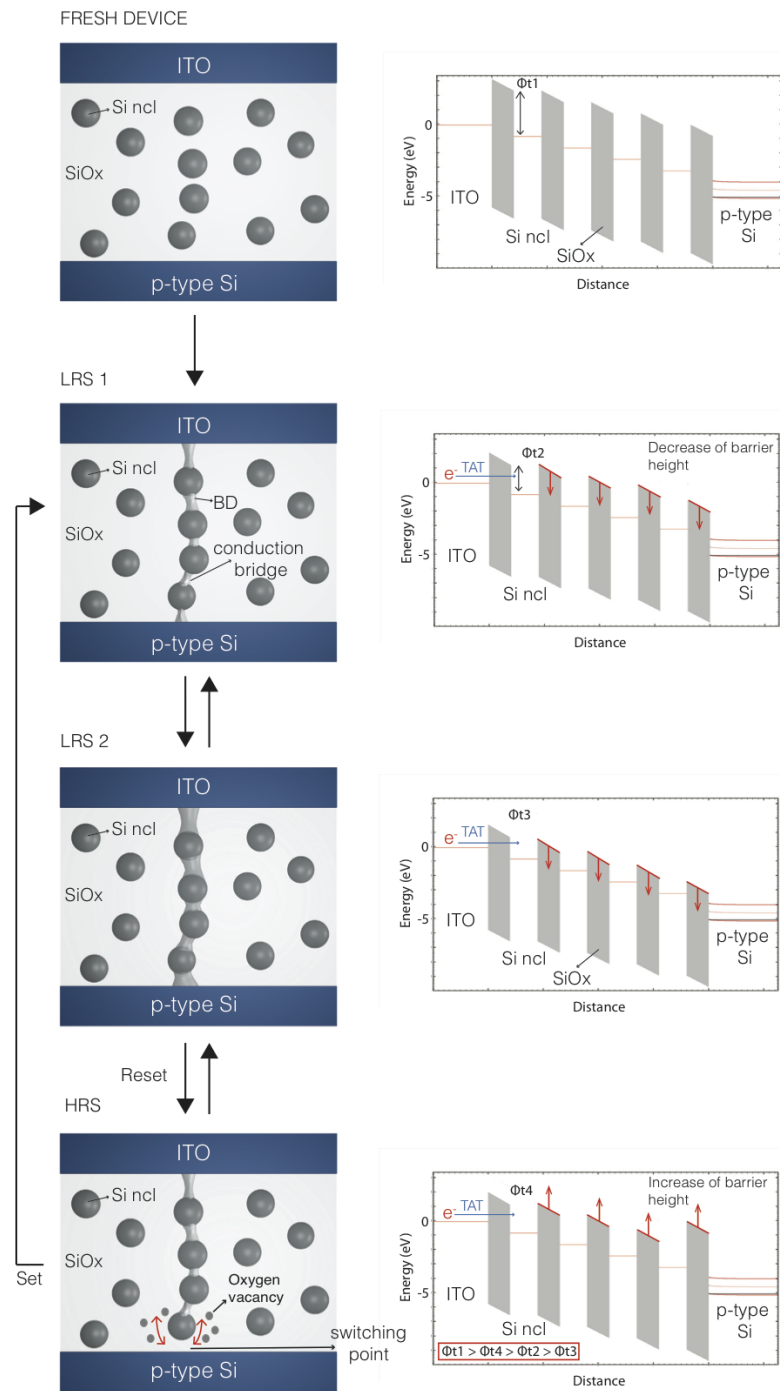 FRESH DEVICE
ITO
Si ncl
SiOx
p-type Si
Φt1
0
-5
Energy (eV)
ITO
Si ncl
SiOx
p-type
Si
Distance
LRS 1
ITO
Si ncl
BD
SiOx
conduction
bridge
p-type Si
Φt2
Decrease of barrier
height
e- TAT
0
-5
Energy (eV)
ITO
Si ncl
p-type
Si
Distance
LRS 2
ITO
Si ncl
SiOx
p-type Si
Φt3
e- TAT
0
-5
Energy (eV)
ITO
Si ncl
SiOx
p-type
Si
Distance
Reset
HRS
ITO
Si ncl
SiOx
Set
Oxygen
vacancy
switching
point
p-type Si
Φt4
Increase of barrier
height
e- TAT
0
-5
Energy (eV)
ITO
Si ncl
p-type
Si
Φt1 > Φt4 > Φt2 > Φt3
Distance